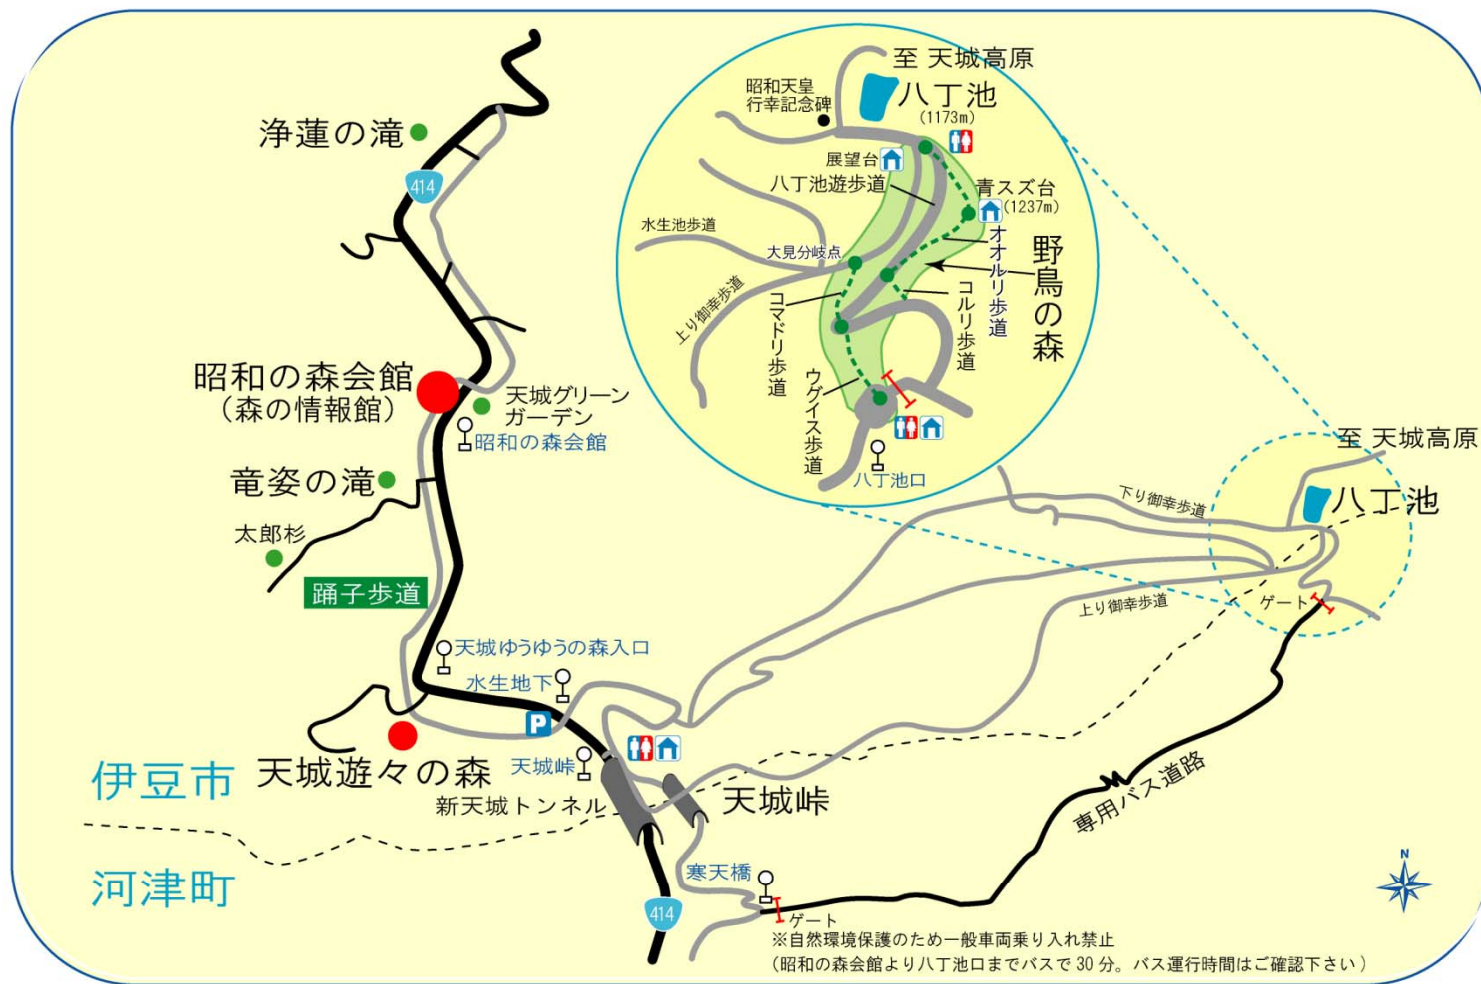 至 天城高原
八丁池
(1173m)
昭和天皇
行幸記念碑
展望台
八丁池遊歩道
青スズ台
(1237m)
水生池歩道
大見分岐点
上り御幸歩道
コマドリ歩道
ウグイス歩道
コルリ歩道
オオルリ歩道
野鳥の森
八丁池口
浄蓮の滝
414
昭和の森会館
（森の情報館）
天城グリーン
ガーデン
昭和の森会館
竜姿の滝
太郎杉
踊子歩道
天城ゆうゆうの森入口
水生地下
P
天城峠
天城遊々の森
新天城トンネル
天城峠
伊豆市
河津町
寒天橋
414
ゲート
至 天城高原
八丁池
下り御幸歩道
上り御幸歩道
ゲート
専用バス道路
N
※自然環境保護のため一般車両乗り入れ禁止
（昭和の森会館より八丁池口までバスで30分。バス運行時間はご確認下さい）